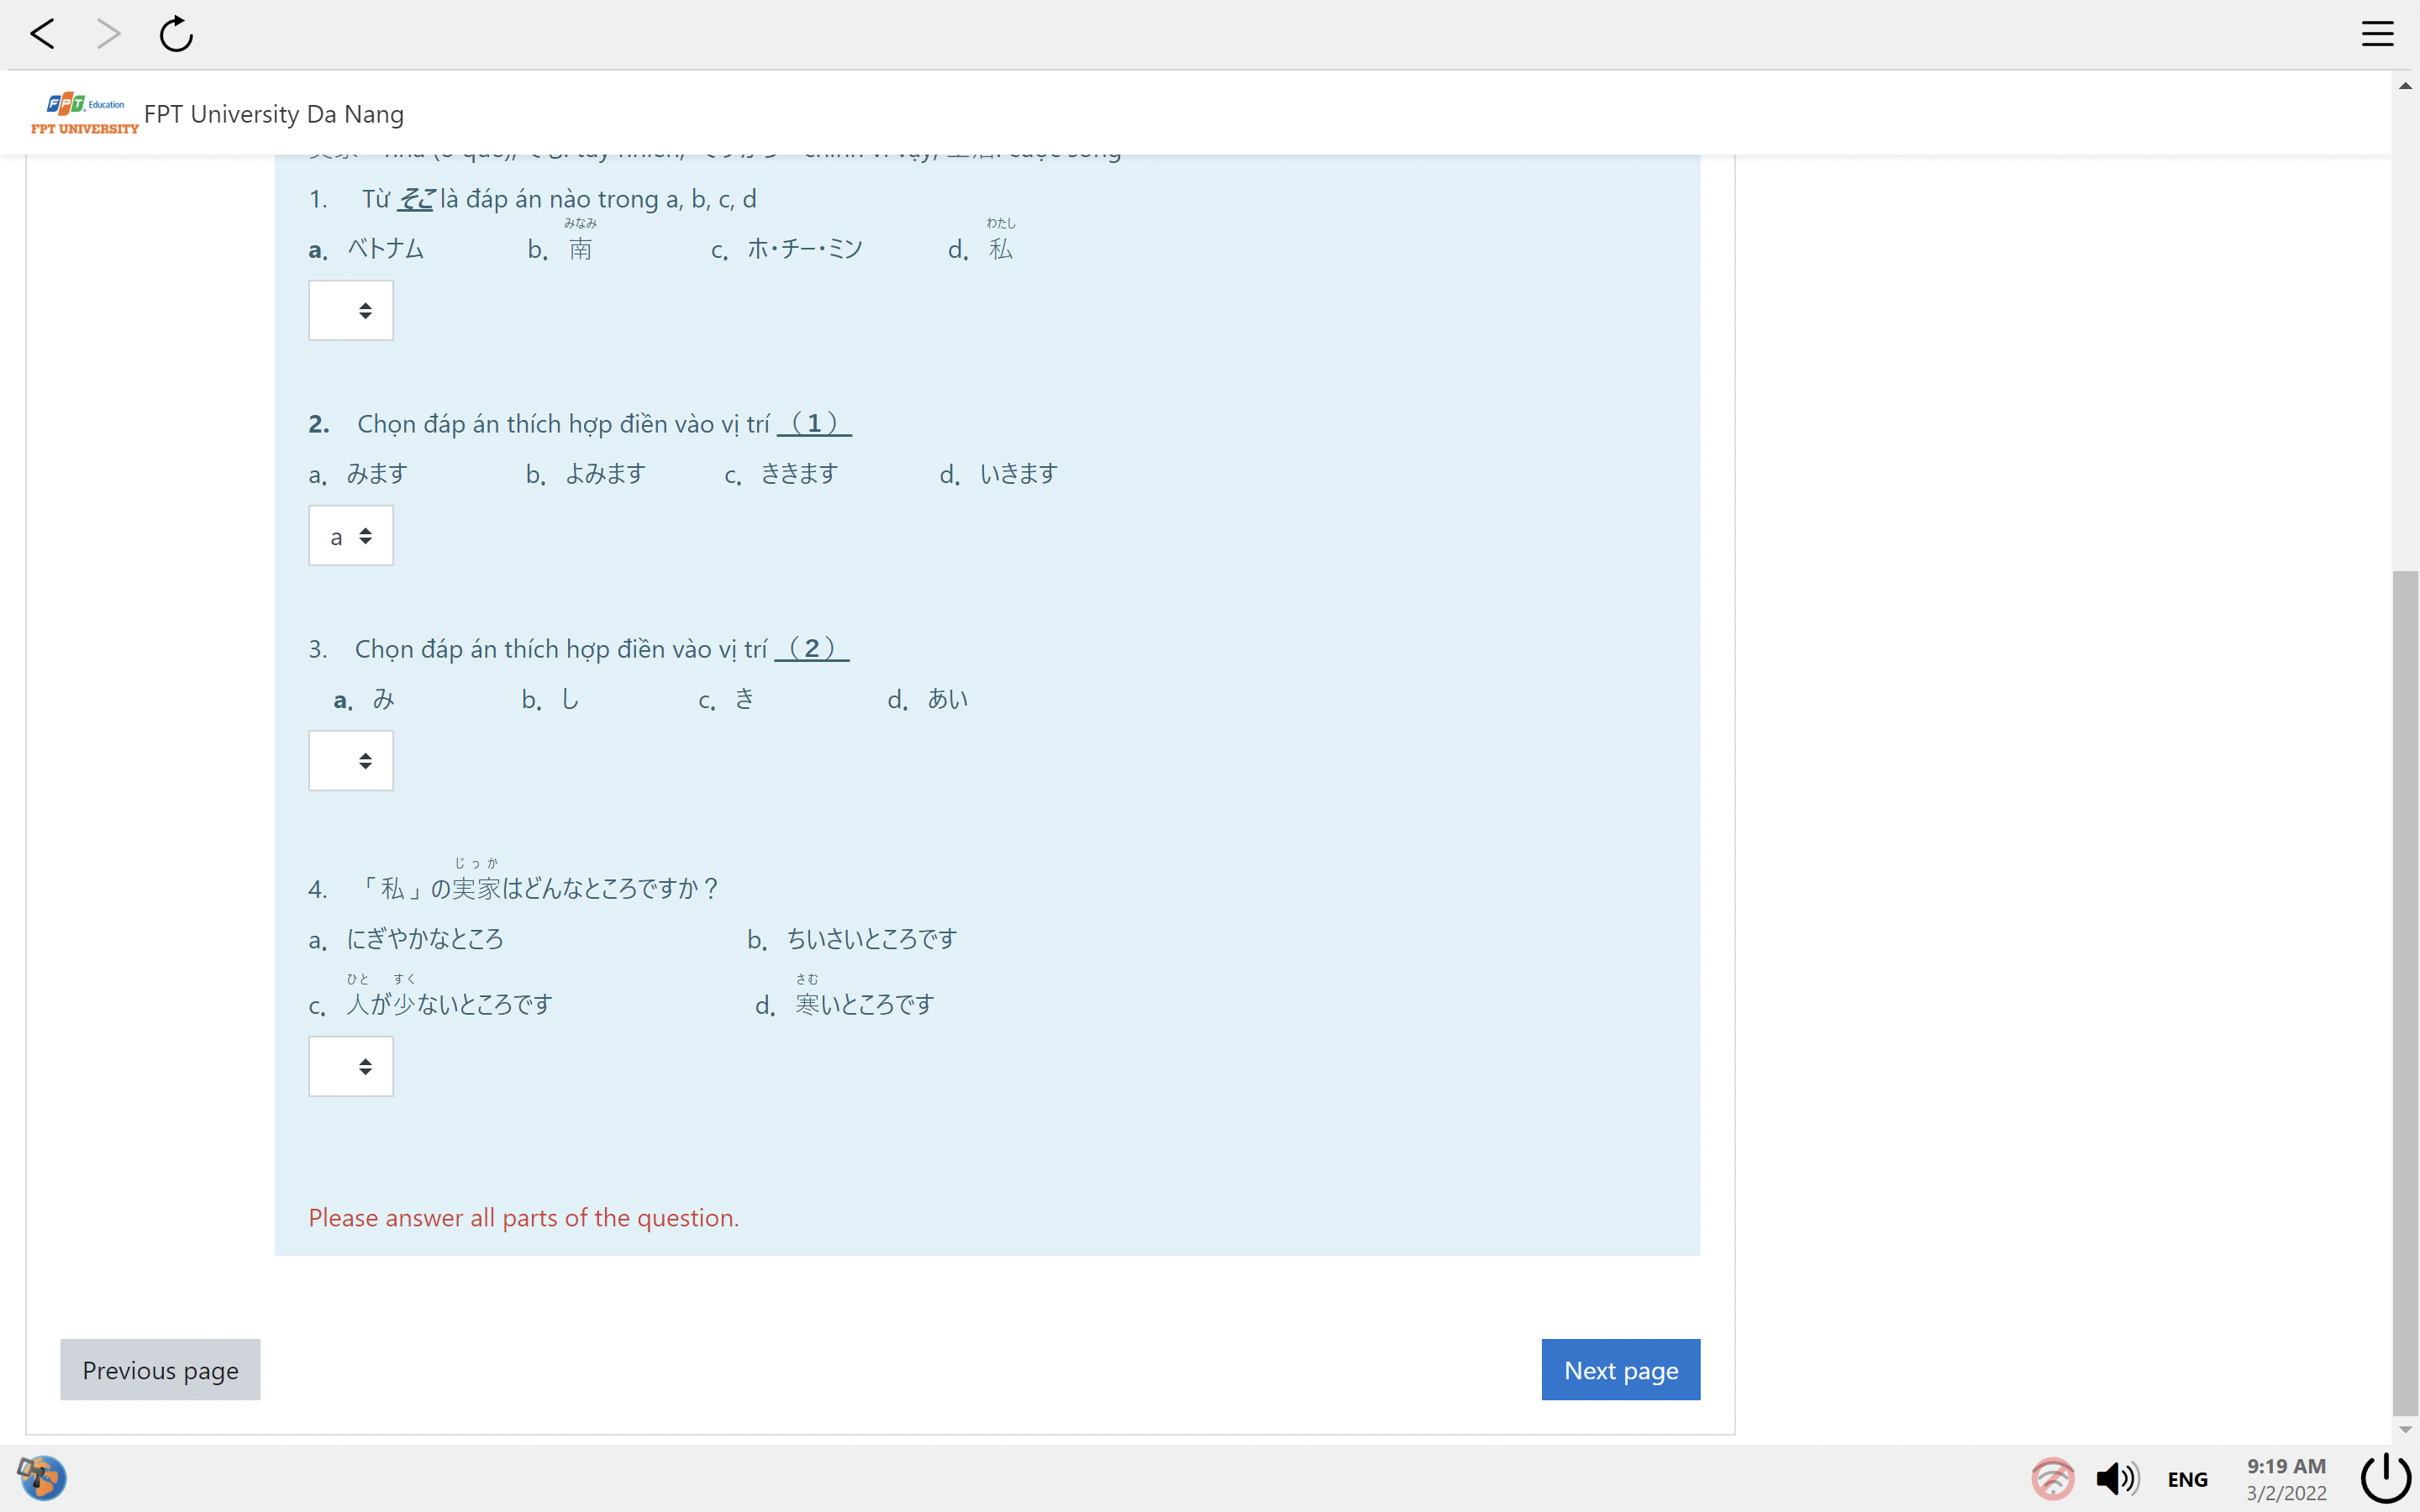 FPT Education
FPT UNIVERSITY
FPT University Da Nang
1. Từ そこ là đáp án nào trong a, b, c, d
みなみ わたし
a. ベトナム b. 南 c. ホ・チー・ミン d. 私
2. Chọn đáp án thích hợp điền vào vị trí （1）
a. みます b. よみます c. ききます d. いきます
a
3. Chọn đáp án thích hợp điền vào vị trí （2）
a. み b. し c. き d. あい
じっか
4. 「私」の実家はどんなところですか？
a. にぎやかなところ b. ちいさいところです
ひと すく さむ
c. 人が少ないところです d. 寒いところです
Please answer all parts of the question.
Previous page
Next page
ENG
9:19 AM
3/2/2022